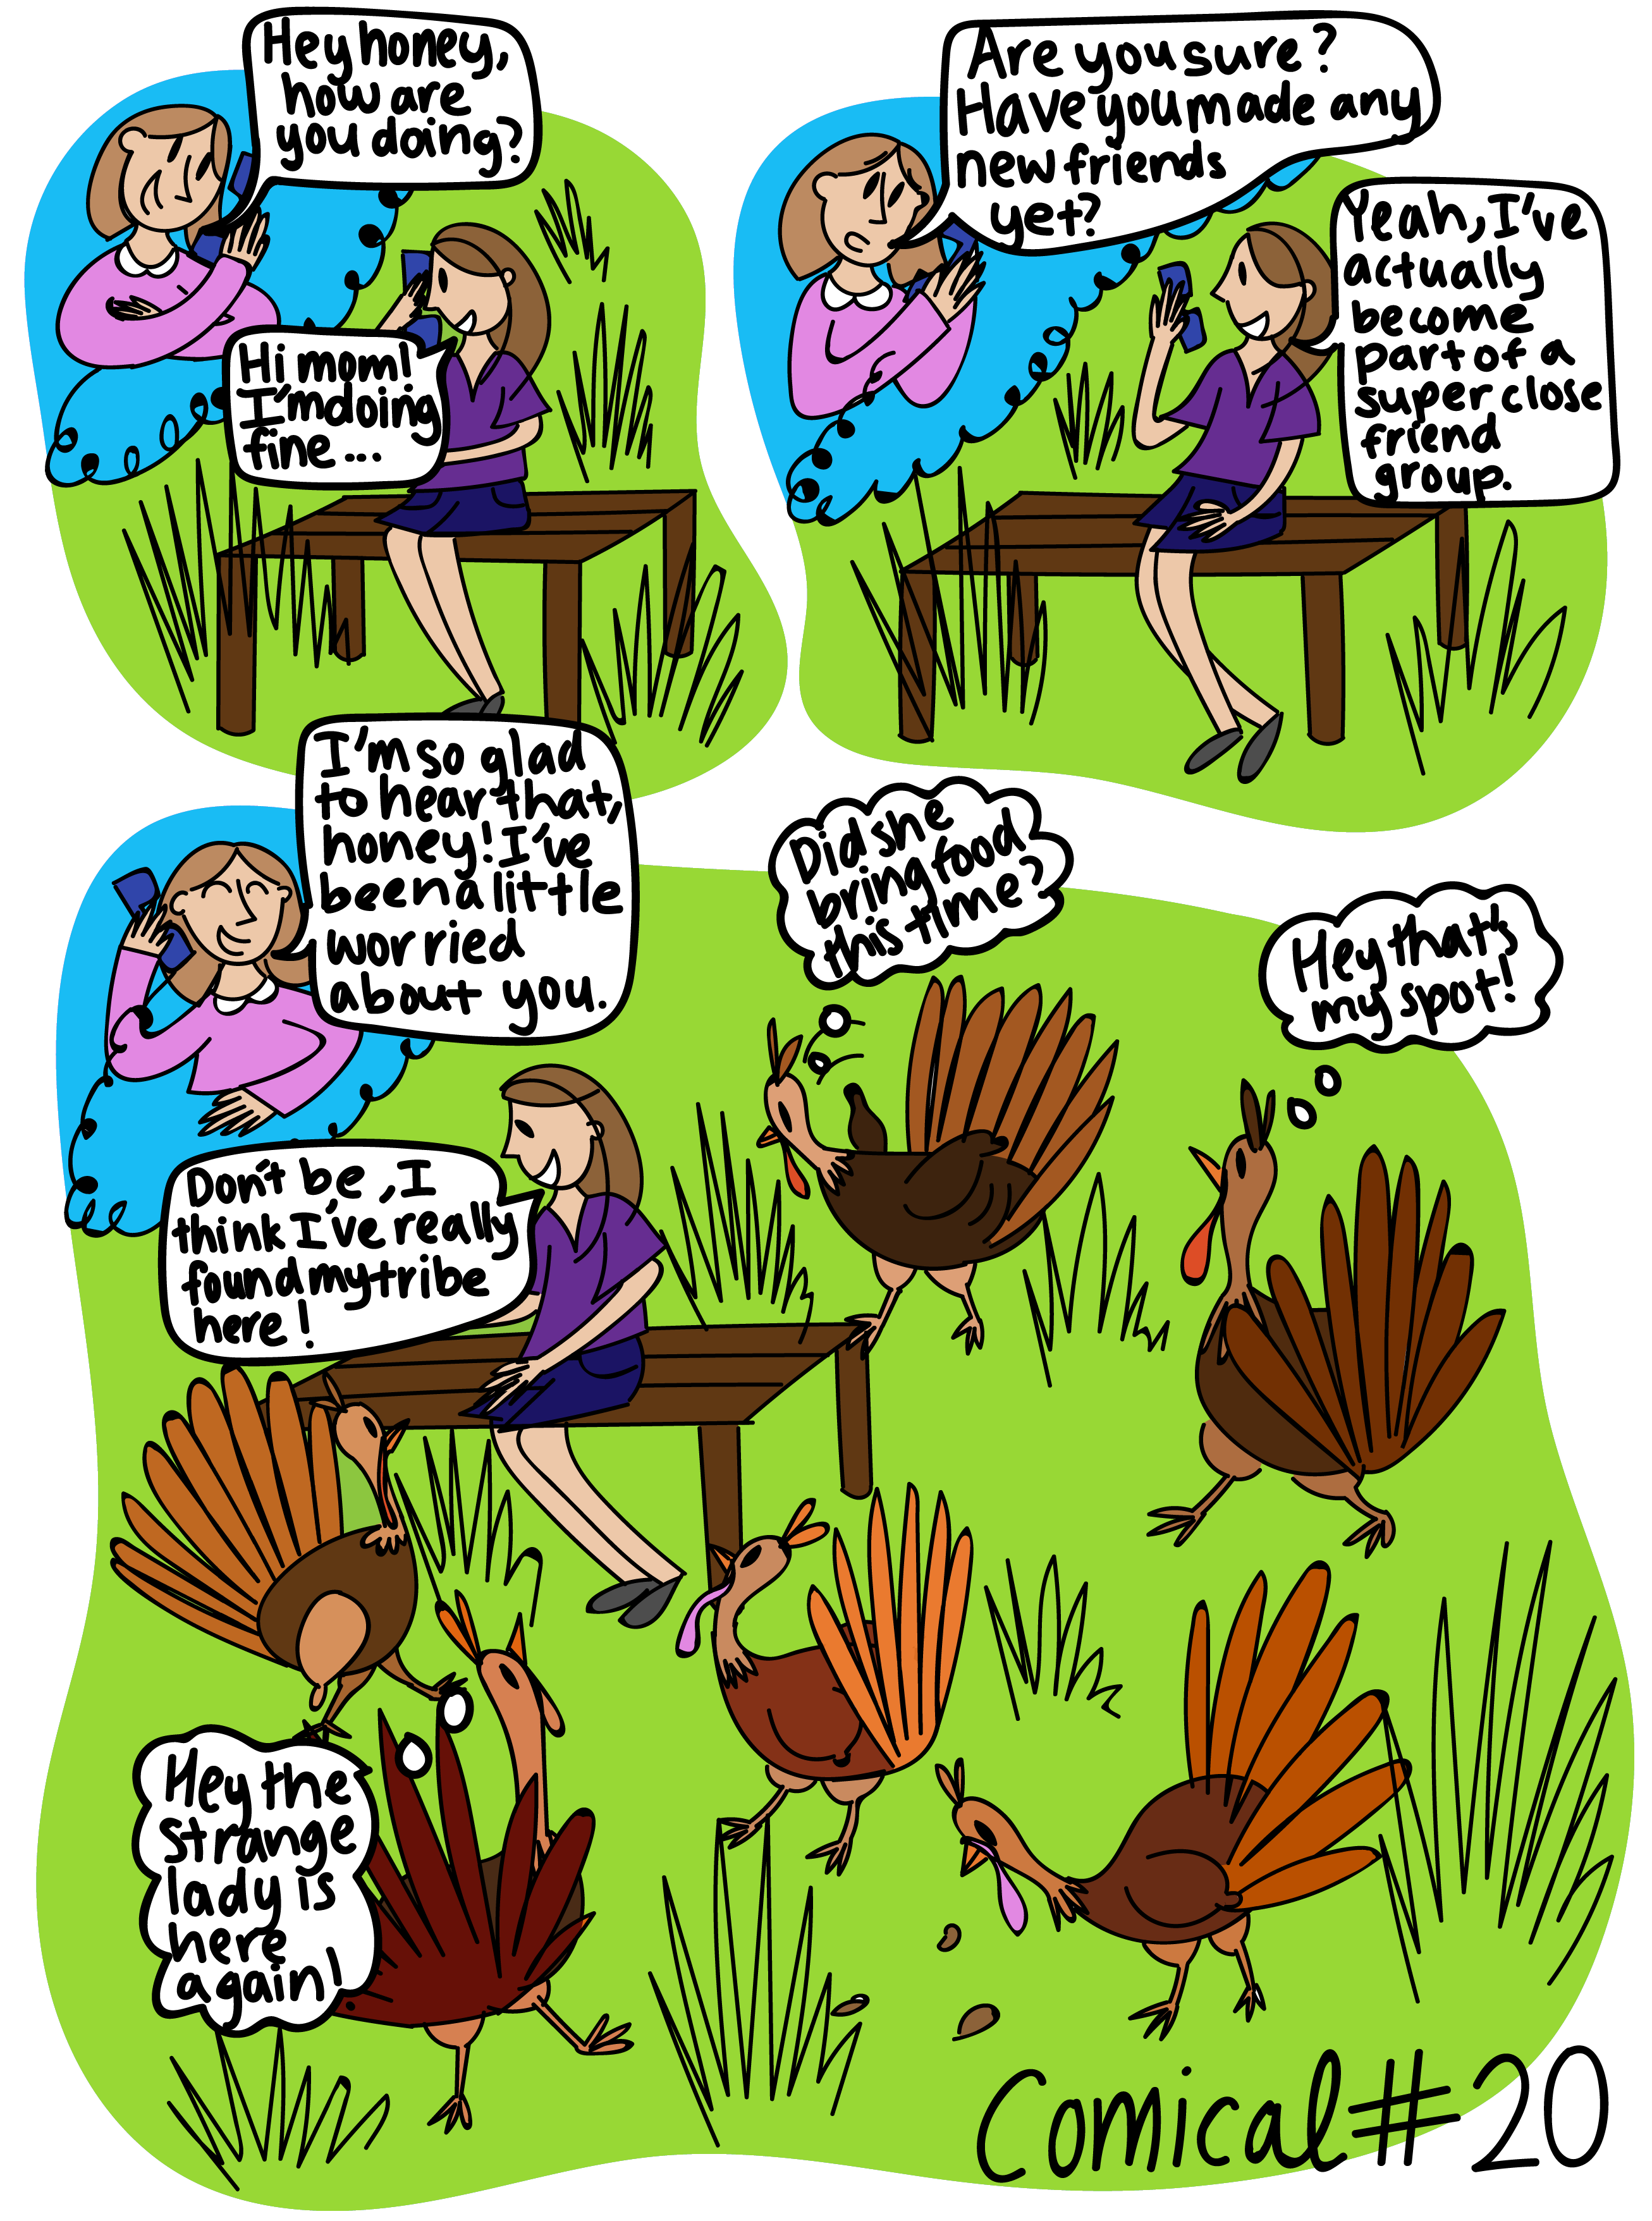 Hey honey,
how are
you doing?
Hi mom!
I'm doing
fine...
Are you sure?
Have you made any
new friends
yet?
Yeah, I've
actually
become
part of a
super close
friend
group.
I'm so glad
to hear that,
honey! I've
been a little
worried
about you.
Don't be, I
think I've really
found my tribe
here!
Did she
bring food
this time?
Hey that's
my spot!
Hey the
strange
lady is
here
again!
Comical # 20